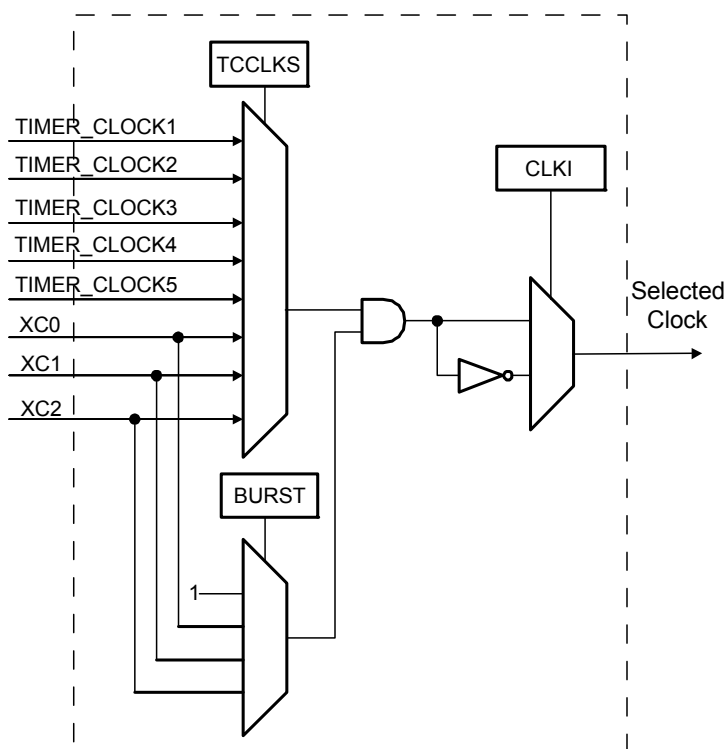 TCCLKS
TIMER_CLOCK1
TIMER_CLOCK2
TIMER_CLOCK3
TIMER_CLOCK4
TIMER_CLOCK5
XC0
XC1
XC2
CLKI
Selected
Clock
BURST
1